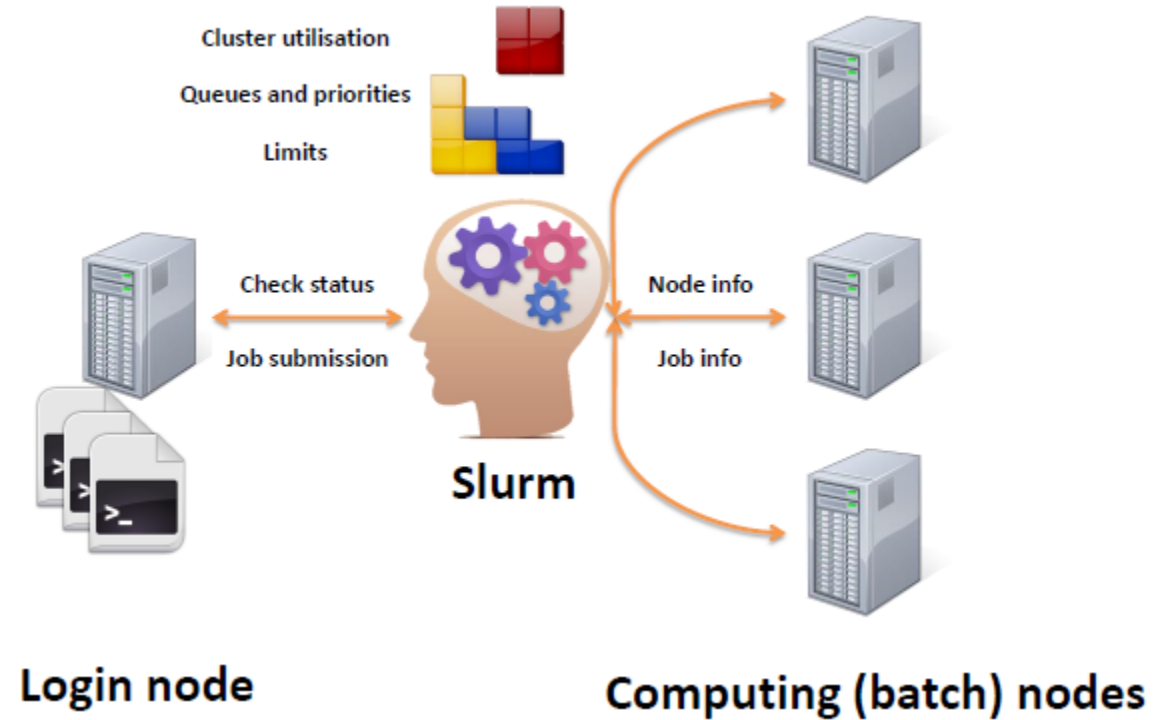 Cluster utilisation
Queues and priorities
Limits
Check status
Job submission
Node info
Job info
>
>
>_
Slurm
Login node
Computing (batch) nodes